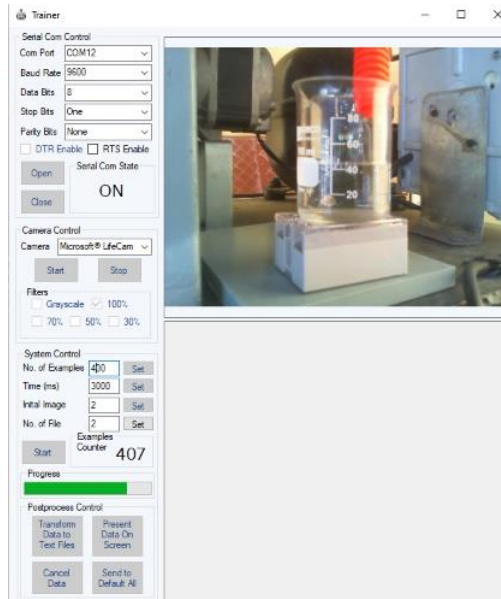 Trainer
Serial Com Control
Com Port COM12
Baud Rate 9600
Data Bits 8
Stop Bits One
Parity Bits None
DTR Enable RTS Enable
Open Serial Com State
ON
Close
Camera Control
Camera Microsoft® LifeCam
Start Stop
Filters
Grayscale 100%
70% 50% 30%
System Control
No. of Examples 400 Set
Time (ms) 3000 Set
Inital Image 2 Set
No. of File 2 Set
Start Examples Counter 407
Progress
Postprocess Control
Transform Data to Text Files
Present Data On Screen
Cancel Data
Send to Default All
80
60
40
20